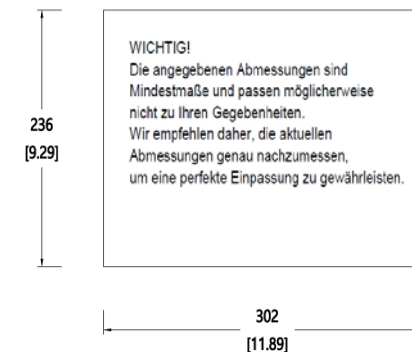 WICHTIG!
Die angegebenen Abmessungen sind
Mindestmaße und passen möglicherweise
nicht zu Ihren Gegebenheiten.
Wir empfehlen daher, die aktuellen
Abmessungen genau nachzumessen,
um eine perfekte Einpassung zu gewährleisten.
236
[9.29]
302
[11.89]